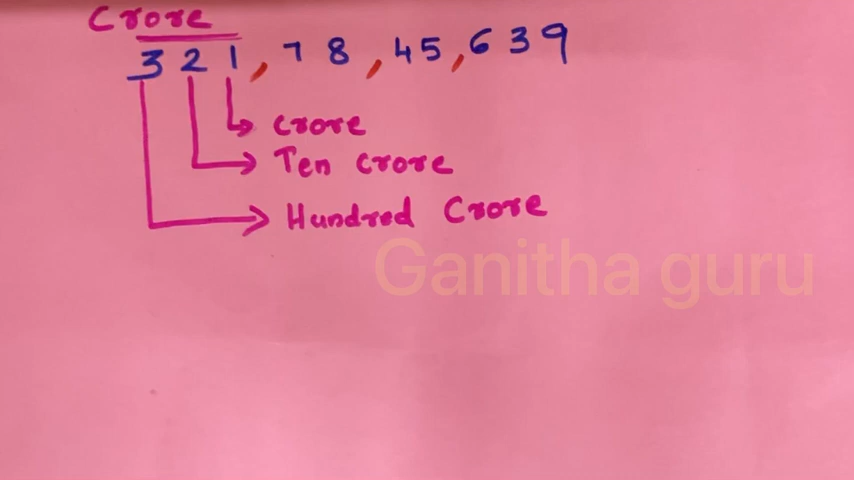 Crore
321,78,45,639
crore
Ten crore
Hundred Crore
Ganitha guru